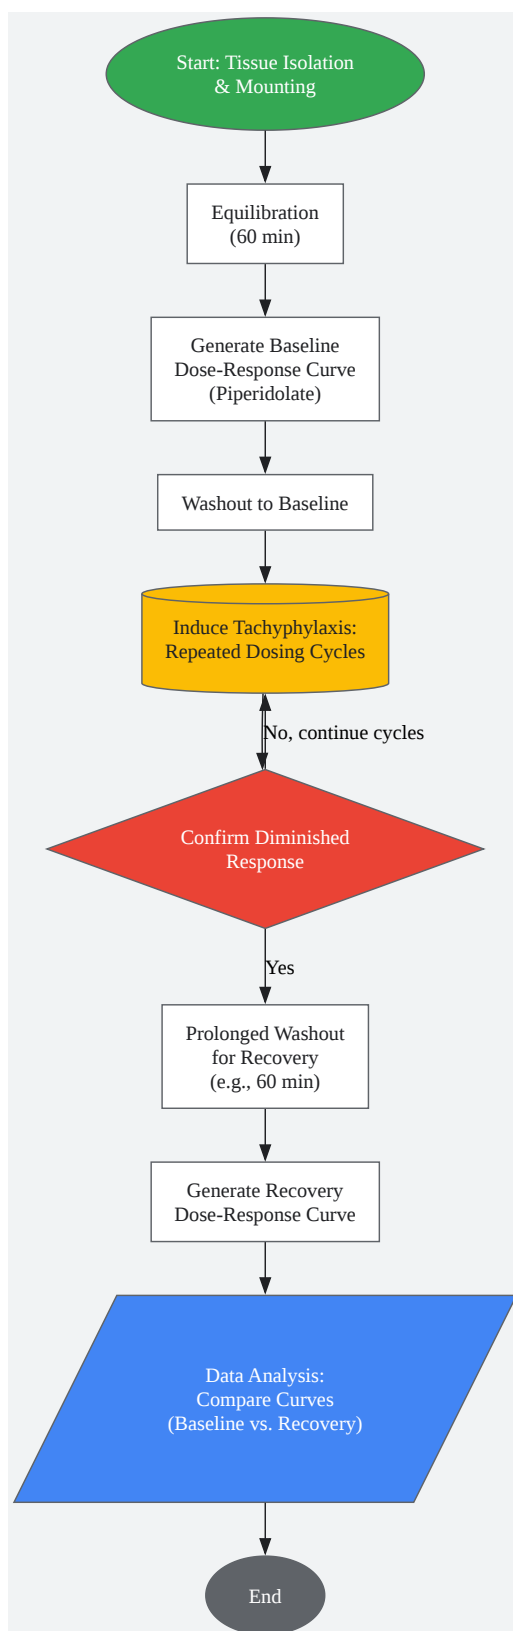 Start: Tissue Isolation
& Mounting
Equilibration
(60 min)
Generate Baseline
Dose-Response Curve
(Piperidolate)
Washout to Baseline
Induce Tachyphylaxis:
Repeated Dosing Cycles
No, continue cycles
Confirm Diminished
Response
Yes
Prolonged Washout
for Recovery
(e.g., 60 min)
Generate Recovery
Dose-Response Curve
Data Analysis:
Compare Curves
(Baseline vs. Recovery)
End